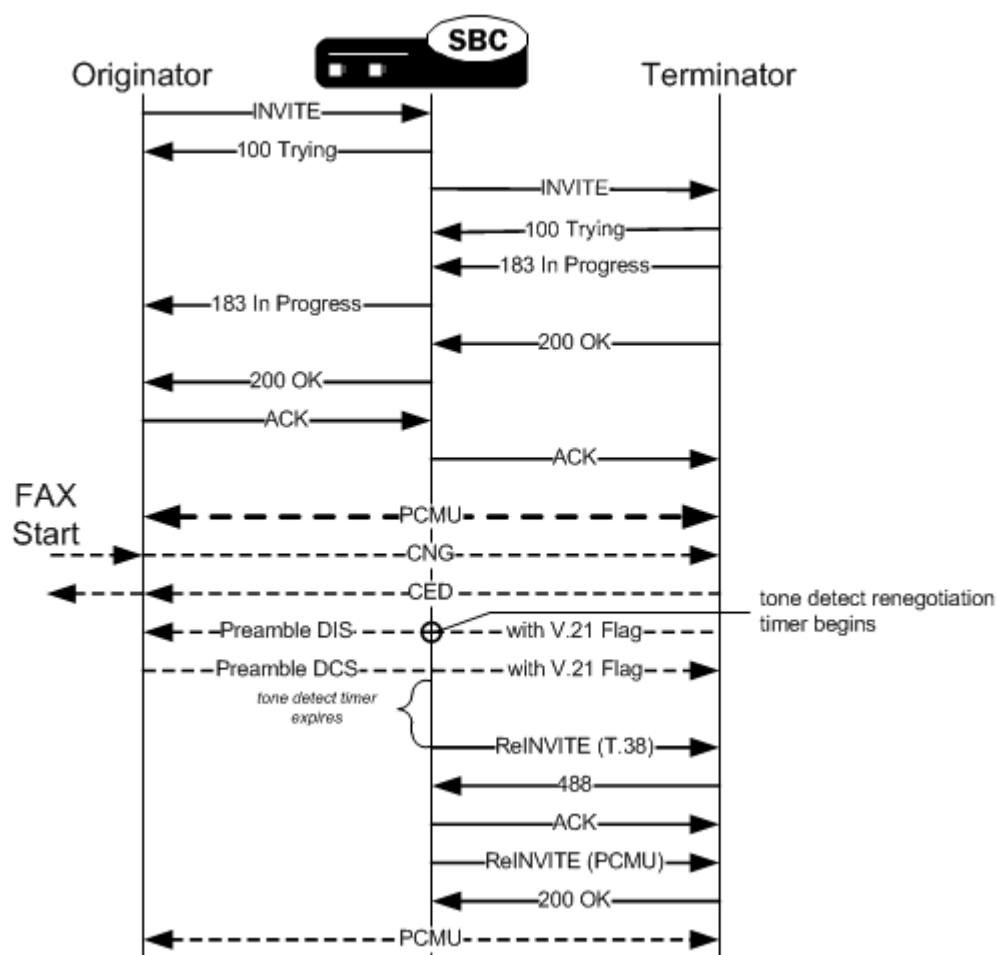 SBC
Originator
Terminator
INVITE
100 Trying
INVITE
100 Trying
183 In Progress
183 In Progress
200 OK
200 OK
ACK
ACK
FAX
Start
PCMU
CNG
CED
tone detect renegotiation
timer begins
Preamble DIS with V.21 Flag
Preamble DCS with V.21 Flag
tone detect timer
expires
ReINVITE (T.38)
488
ACK
ReINVITE (PCMU)
200 OK
PCMU